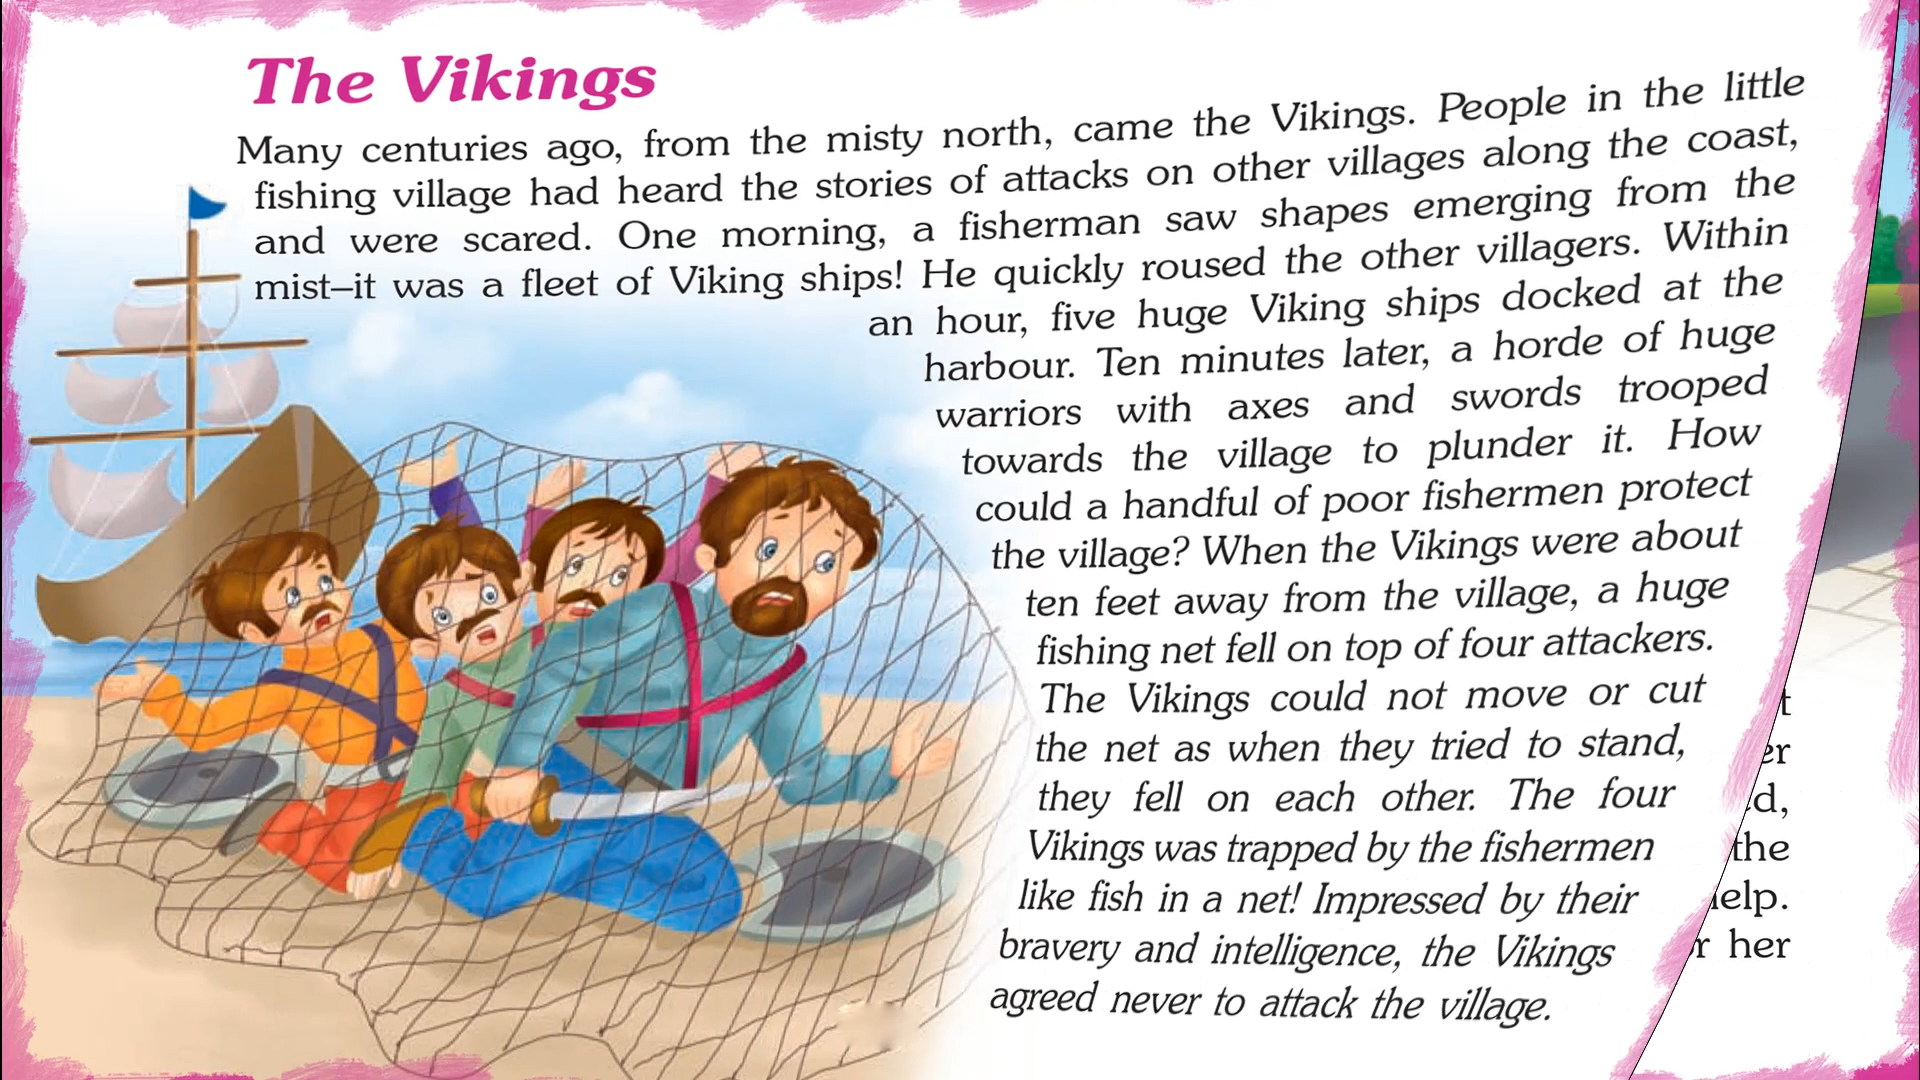 The Vikings
Many centuries ago, from the misty north, came the Vikings. People in the little
fishing village had heard the stories of attacks on other villages along the coast,
and were scared. One morning, a fisherman saw shapes emerging from the
mist–it was a fleet of Viking ships! He quickly roused the other villagers. Within
an hour, five huge Viking ships docked at the
harbour. Ten minutes later, a horde of huge
warriors with axes and swords trooped
towards the village to plunder it. How
could a handful of poor fishermen protect
the village? When the Vikings were about
ten feet away from the village, a huge
fishing net fell on top of four attackers.
The Vikings could not move or cut
the net as when they tried to stand,
they fell on each other. The four
Vikings was trapped by the fishermen
like fish in a net! Impressed by their
bravery and intelligence, the Vikings
agreed never to attack the village.
the
her